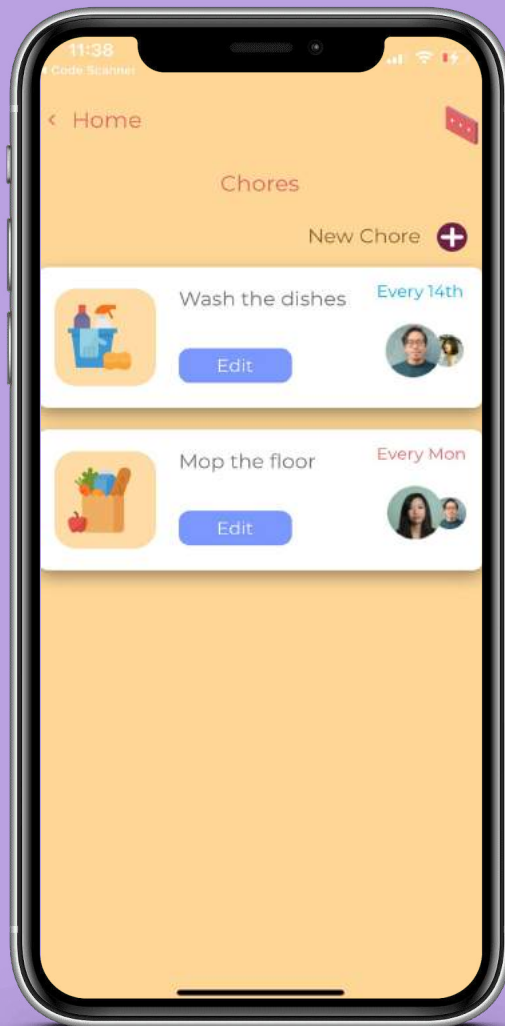 11:38
Code Scanner
< Home
Chores
New Chore
Wash the dishes
Every 14th
Edit
Mop the floor
Every Mon
Edit